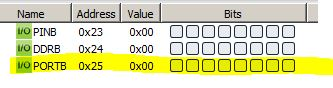 Name Address Value Bits
I/O PINB 0x23 0x00
I/O DDRB 0x24 0x00
I/O PORTB 0x25 0x00